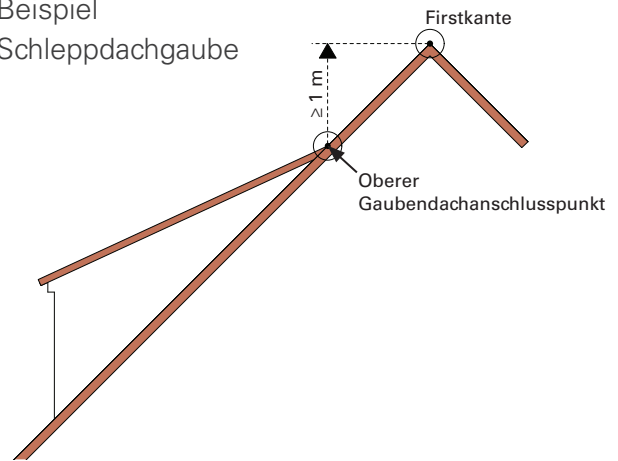 Beispiel
Schleppdachgaube
Firstkante
≥ 1 m
Oberer
Gaubendachanschlusspunkt